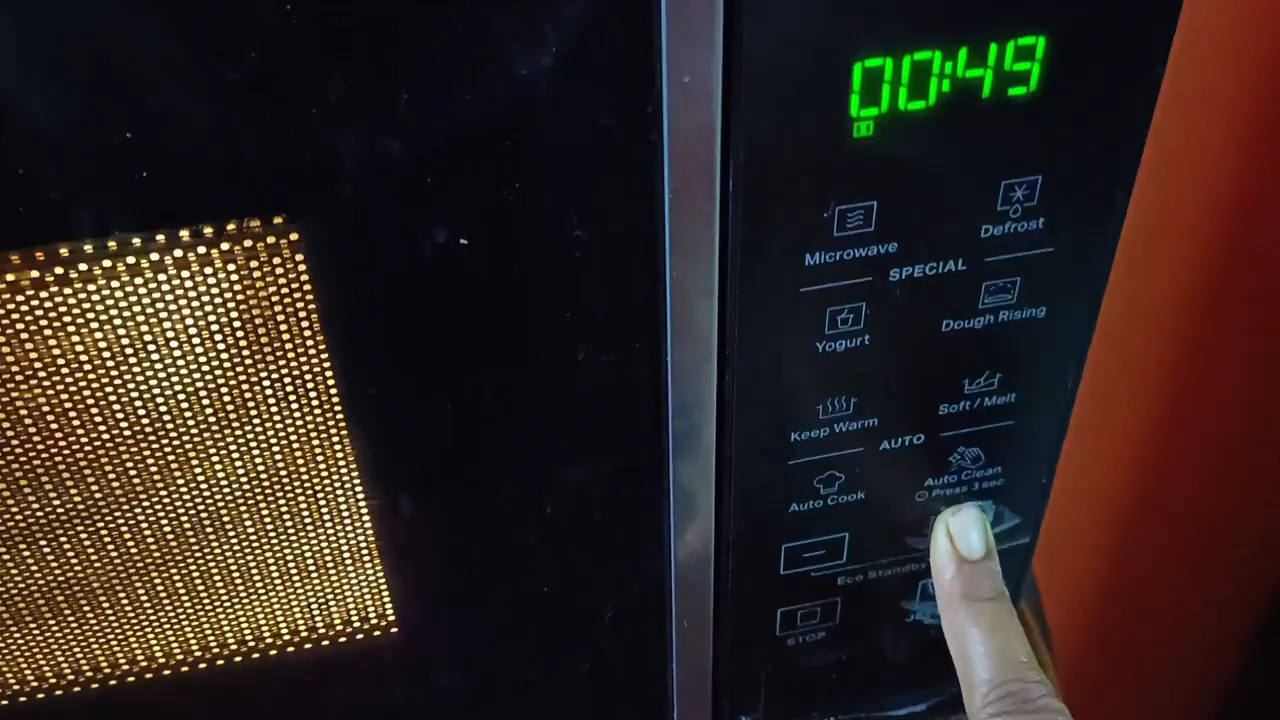 00:49
Microwave
Defrost
SPECIAL
Yogurt
Dough Rising
Keep Warm
Soft / Melt
AUTO
Auto Cook
Auto Clean
Press 3 sec
Eco Standby
STOP